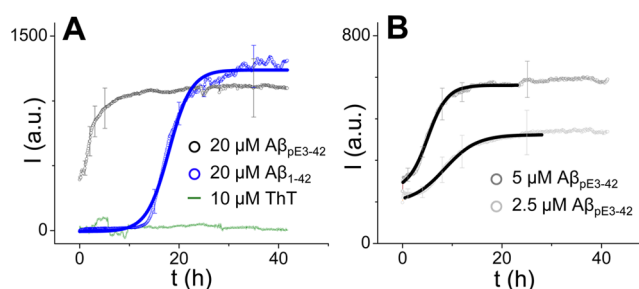 A
1500
I (a.u.)
20 µM AβpE3-42
20 µM Aβ1-42
10 µM ThT
0
0 20 40
t (h)
B
800
I (a.u.)
5 µM AβpE3-42
2.5 µM AβpE3-42
0
0 20 40
t (h)